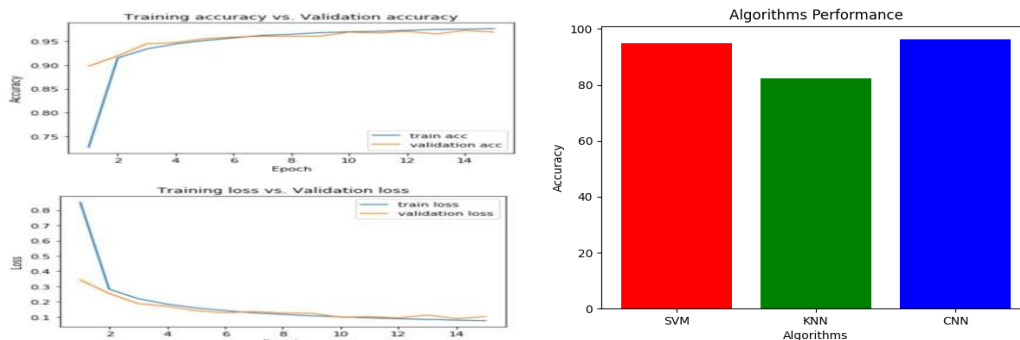 Training accuracy vs. Validation accuracy
0.95
0.90
0.85
0.80
0.75
Accuracy
train acc
validation acc
2 4 6 8 10 12 14
Epoch
Training loss vs. Validation loss
0.8
0.7
0.6
0.5
0.4
0.3
0.2
0.1
Loss
train loss
validation loss
2 4 6 8 10 12 14
Algorithms Performance
100
80
60
40
20
0
Accuracy
SVM KNN CNN
Algorithms